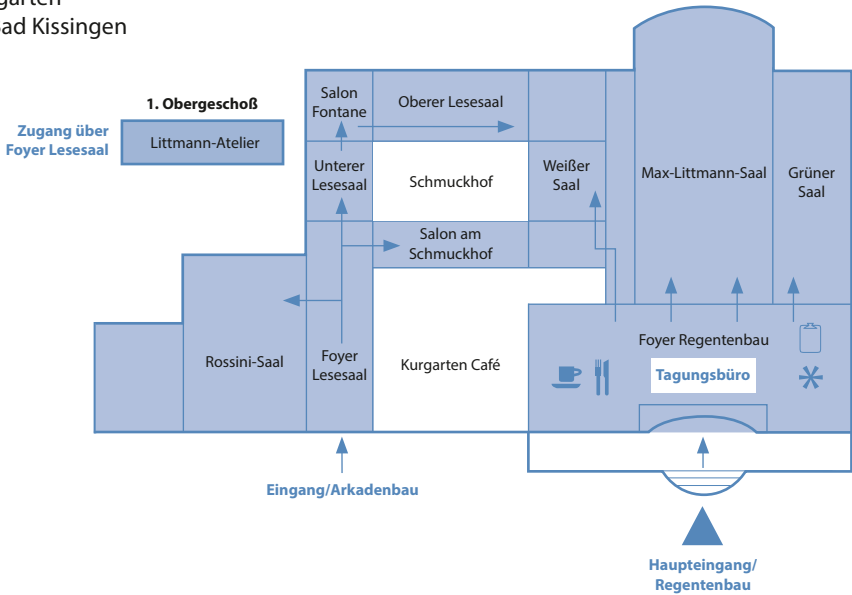 Bad Kissingen
1. Obergeschoß
Zugang über
Foyer Lesesaal
Littmann-Atelier
Salon
Fontane
Oberer Lesesaal
Unterer
Lesesaal
Schmuckhof
Weißer
Saal
Max-Littmann-Saal
Grüner
Saal
Salon am
Schmuckhof
Rossini-Saal
Foyer
Lesesaal
Kurgarten Café
Foyer Regentenbau
Tagungsbüro
Eingang/Arkadenbau
Haupteingang/
Regentenbau